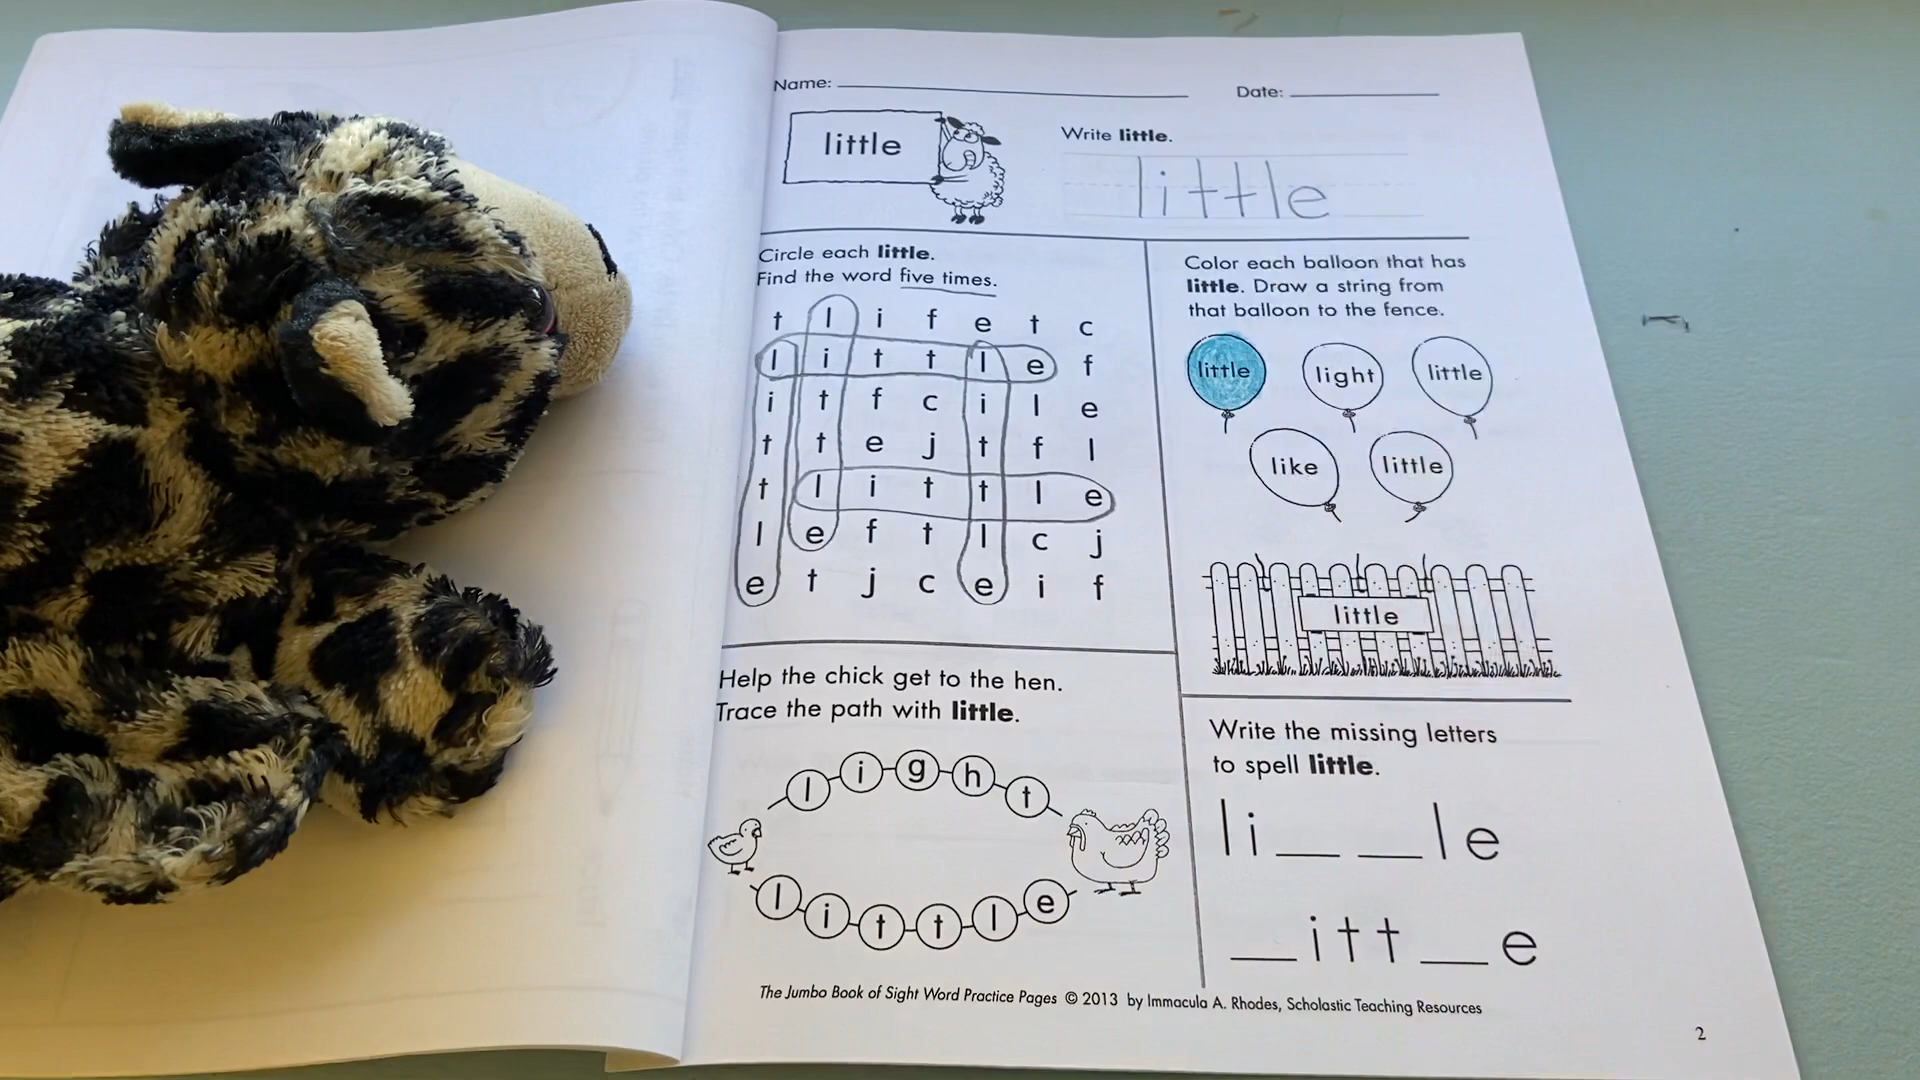 Name: Date:
little
Write little.
little
Circle each little.
Find the word five times.
t l i f e t c
l i t t l e f
i t f c i l e
t t e j t f l
t l i t t l e
l e f t l c j
e t j c e i f
Color each balloon that has
little. Draw a string from
that balloon to the fence.
little light little
like little
little
Help the chick get to the hen.
Trace the path with little.
l i g h t
l i t t l e
Write the missing letters
to spell little.
li__ __le
__itt__e
The Jumbo Book of Sight Word Practice Pages © 2013 by Immacula A. Rhodes, Scholastic Teaching Resources
2